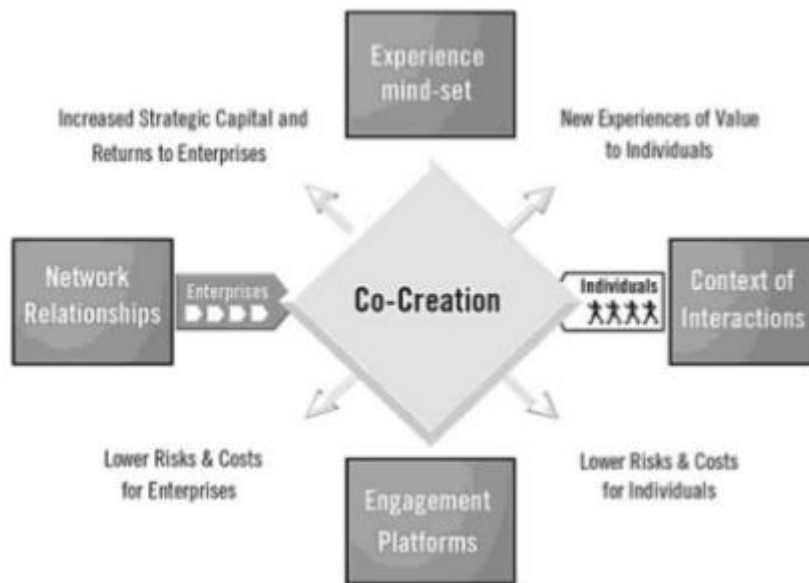 Experience
mind-set
Increased Strategic Capital and
Returns to Enterprises
New Experiences of Value
to Individuals
Network
Relationships
Enterprises
Co-Creation
Individuals
Context of
Interactions
Lower Risks & Costs
for Enterprises
Lower Risks & Costs
for Individuals
Engagement
Platforms